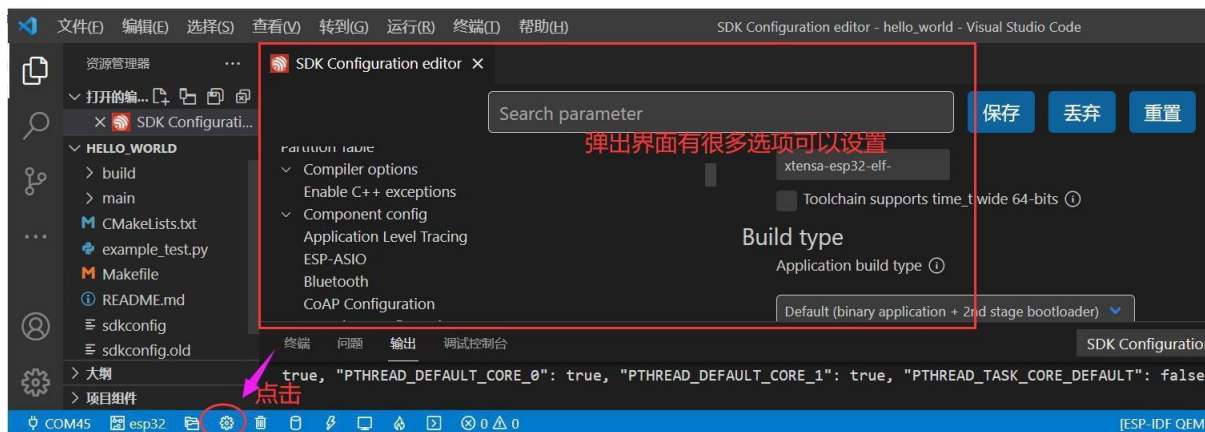 文件(F) 编辑(E) 选择(S) 查看(V) 转到(G) 运行(R) 终端(T) 帮助(H) SDK Configuration editor - hello_world - Visual Studio Code
资源管理器 ...
SDK Configuration editor ×
打开的编...
× SDK Configurati...
HELLO_WORLD
build
main
CMakeLists.txt
example_test.py
Makefile
README.md
sdkconfig
sdkconfig.old
大纲
项目组件
Search parameter
保存 丢弃 重置
弹出界面有很多选项可以设置
Partition Table
Compiler options
Enable C++ exceptions
Component config
Application Level Tracing
ESP-ASIO
Bluetooth
CoAP Configuration
xtensa-esp32-elf-
Toolchain supports time_t wide 64-bits
Build type
Application build type
Default (binary application + 2nd stage bootloader)
终端 问题 输出 调试控制台 SDK Configuration
true, "PTHREAD_DEFAULT_CORE_0": true, "PTHREAD_DEFAULT_CORE_1": true, "PTHREAD_TASK_CORE_DEFAULT": false
点击
COM45 esp32 0 0 [ESP-IDF QEM